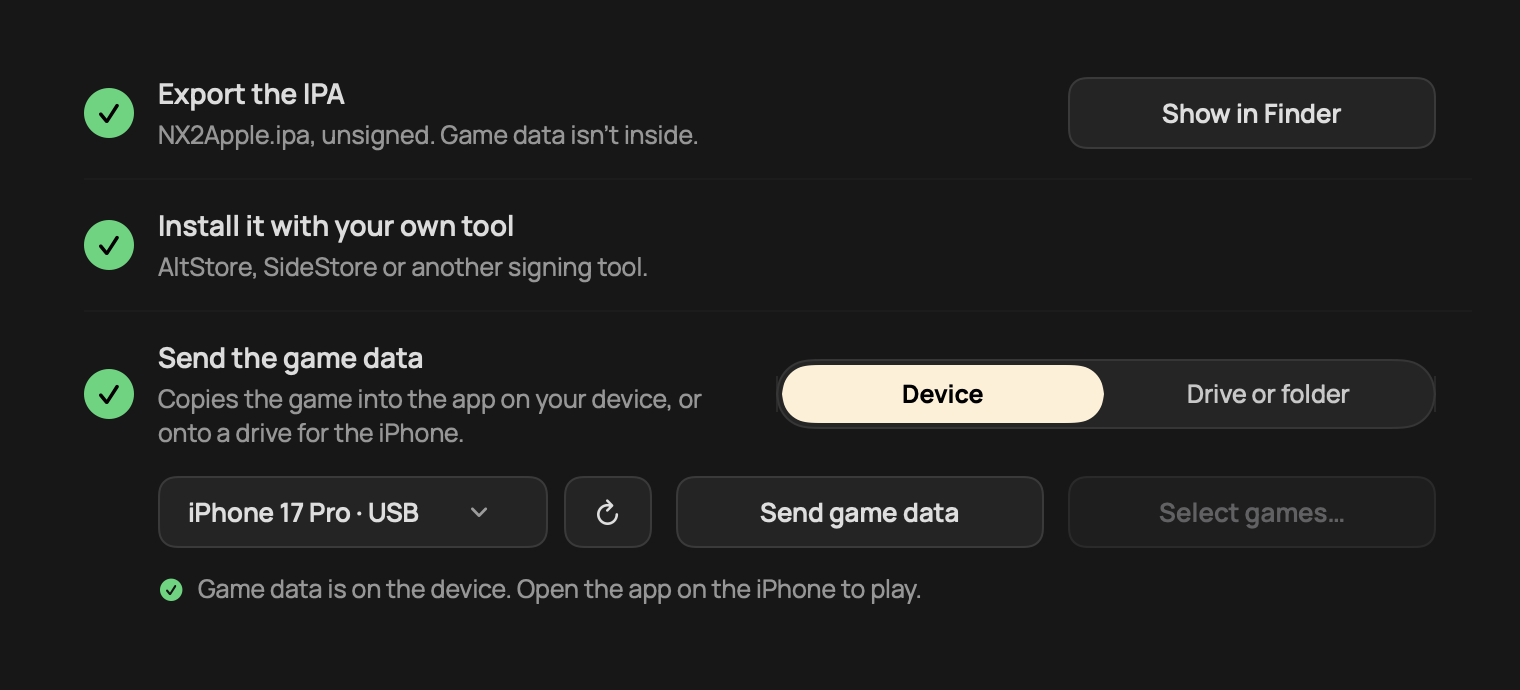 Export the IPA
NX2Apple.ipa, unsigned. Game data isn't inside.
Show in Finder
Install it with your own tool
AltStore, SideStore or another signing tool.
Send the game data
Copies the game into the app on your device, or
onto a drive for the iPhone.
Device
Drive or folder
iPhone 17 Pro · USB
Send game data
Select games...
Game data is on the device. Open the app on the iPhone to play.